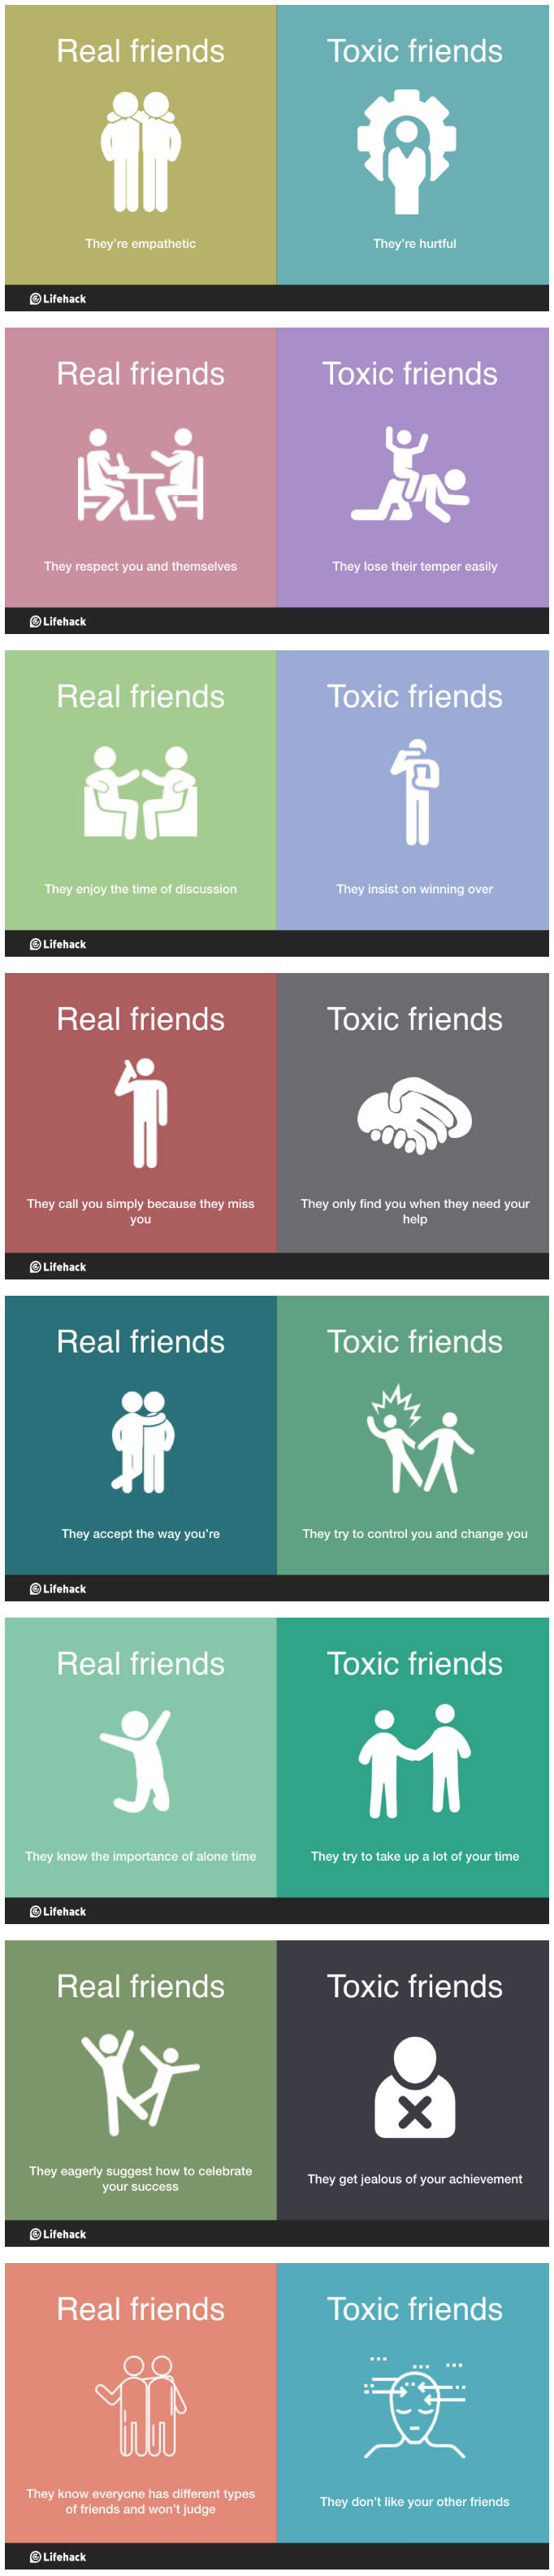 Real friends
Toxic friends
They're empathetic
They're hurtful
Lifehack
Real friends
Toxic friends
They respect you and themselves
They lose their temper easily
Lifehack
Real friends
Toxic friends
They enjoy the time of discussion
They insist on winning over
Lifehack
Real friends
Toxic friends
They call you simply because they miss
you
They only find you when they need your
help
Lifehack
Real friends
Toxic friends
They accept the way you're
They try to control you and change you
Lifehack
Real friends
Toxic friends
They know the importance of alone time
They try to take up a lot of your time
Lifehack
Real friends
Toxic friends
They eagerly suggest how to celebrate
your success
They get jealous of your achievement
Lifehack
Real friends
Toxic friends
They know everyone has different types
of friends and won't judge
They don't like your other friends
Lifehack